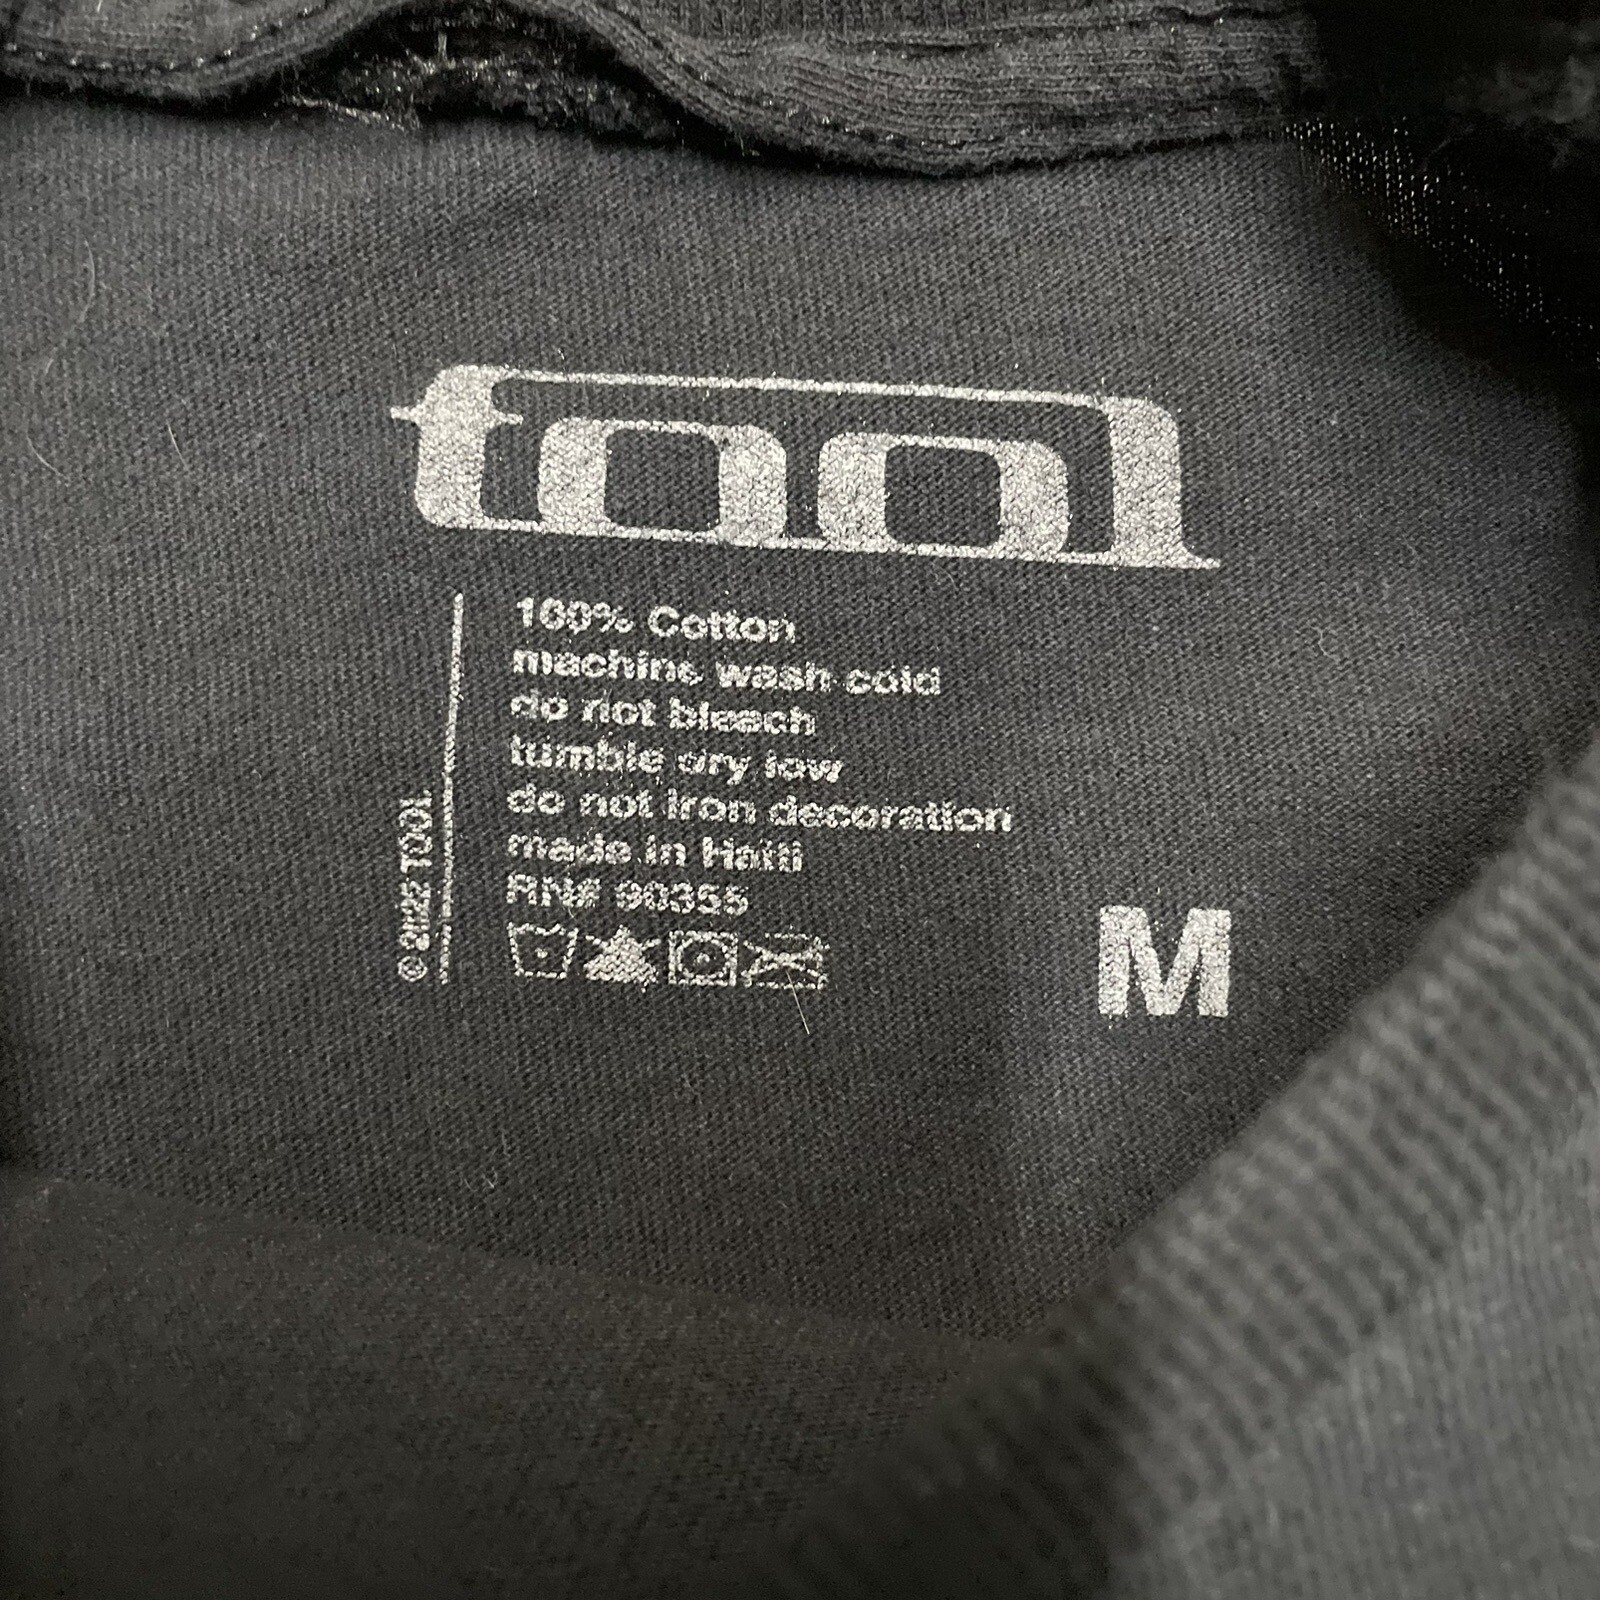 tool
100% Cotton
machine wash cold
do not bleach
tumble dry low
do not iron decoration
made in Haiti
RN# 90355
© 2022 TOOL
M